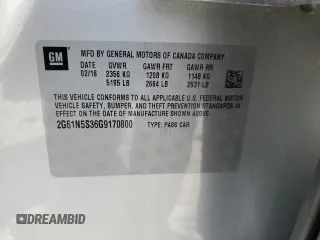 GM
MFD BY GENERAL MOTORS OF CANADA COMPANY
DATE GVWR GAWR FRT GAWR RR
02/16 2356 KG 1208 KG 1148 KG
5195 LB 2664 LB 2531 LB
THIS VEHICLE CONFORMS TO ALL APPLICABLE U.S. FEDERAL MOTOR
VEHICLE SAFETY, BUMPER, AND THEFT PREVENTION STANDARDS IN
EFFECT ON THE DATE OF MANUFACTURE SHOWN ABOVE.
2G61N5S36G9170800 TYPE: PASS CAR
DREAMBID